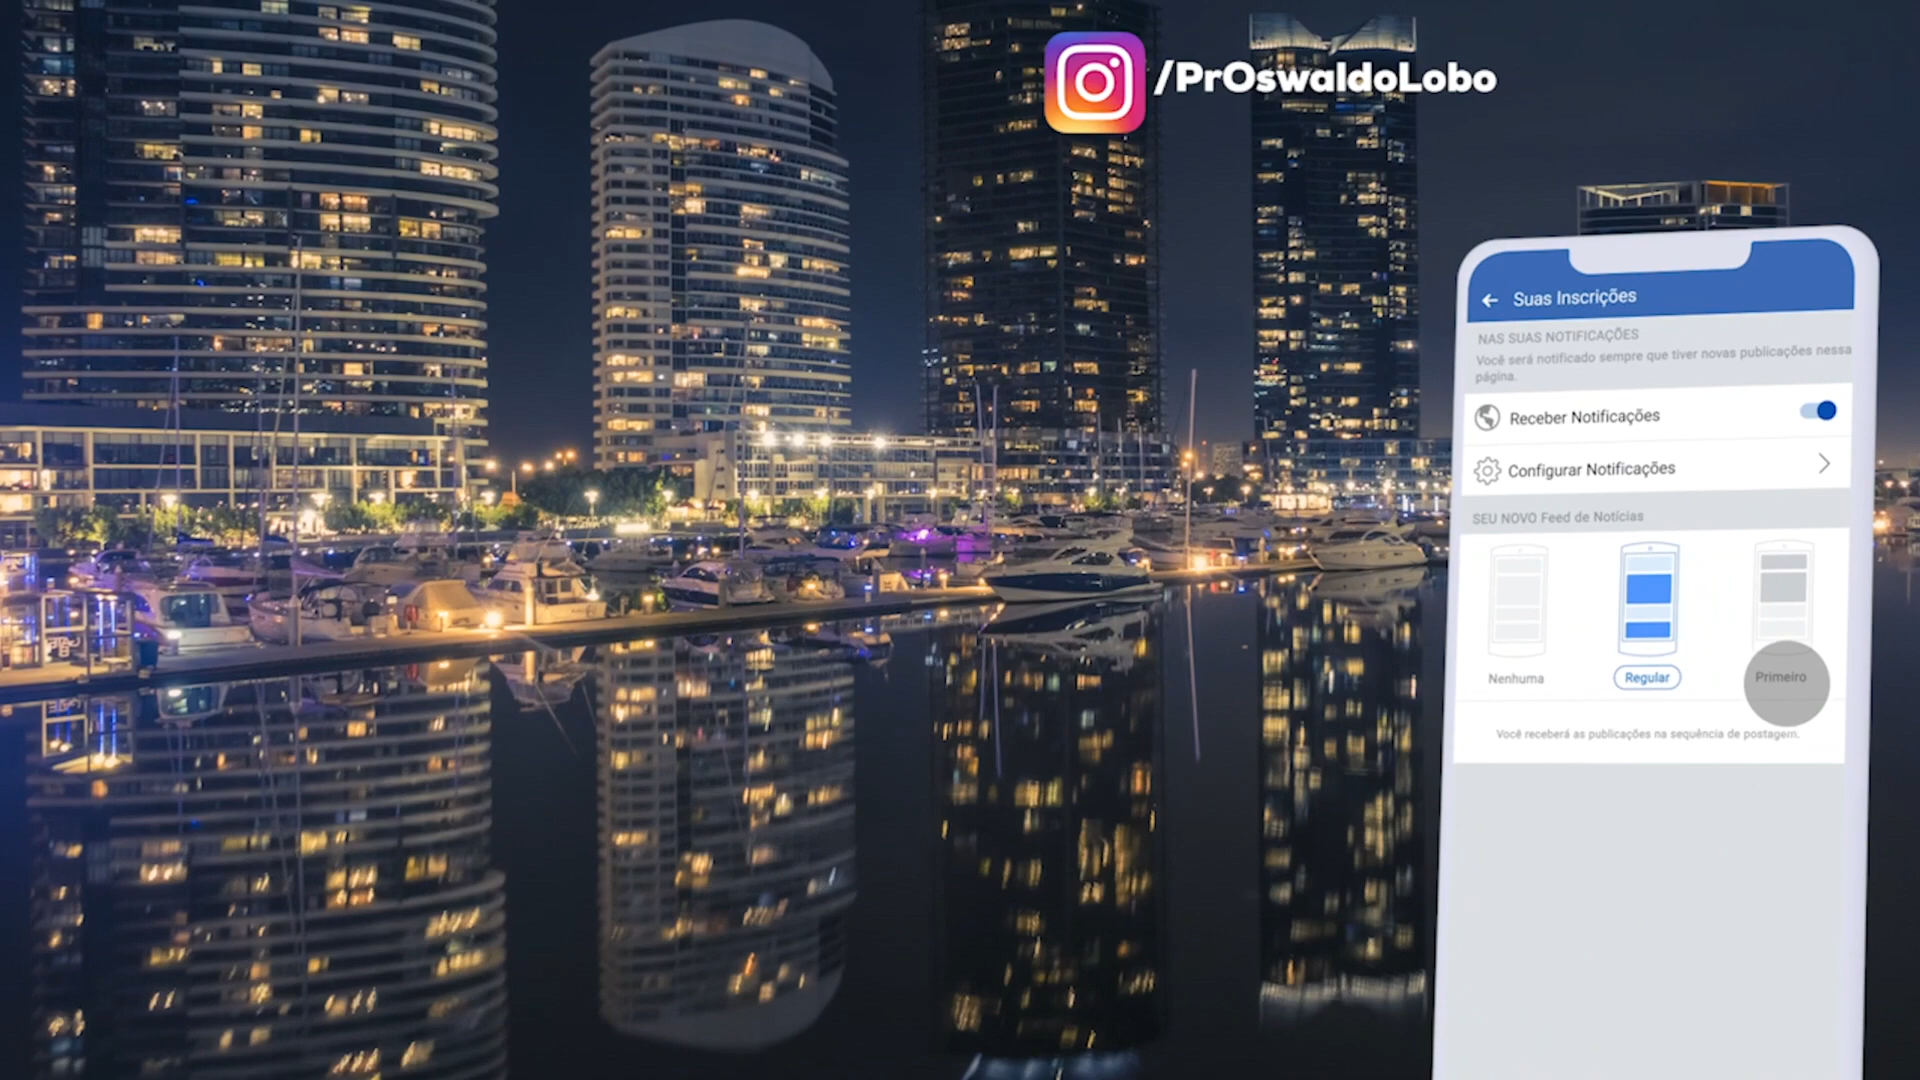 /PrOswaldoLobo
Suas Inscrições
NAS SUAS NOTIFICAÇÕES
Você será notificado sempre que tiver novas publicações nessa
página.
Receber Notificações
Configurar Notificações
SEU NOVO Feed de Notícias
Nenhuma
Regular
Primeiro
Você receberá as publicações na sequência de postagem.